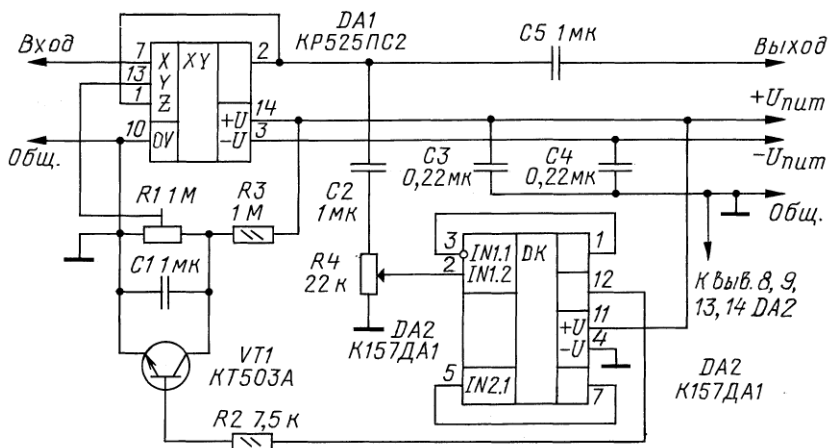 DA1
КР525ПС2
С5 1мк
Вход
Выход
7
X
XY
2
13
Y
1
Z
14
+U
+Uпит
10
OV
-U
3
-Uпит
Общ.
C3
0,22мк
C4
0,22мк
C2
1мк
R1 1М
R3
1М
Общ.
3
IN1.1
DK
1
2
IN1.2
R4
22к
12
К выв. 8, 9,
13, 14 DA2
C1 1мк
11
+U
-U
4
DA2
К157ДА1
VT1
КТ503А
5
IN2.1
7
DA2
К157ДА1
R2 7,5 к